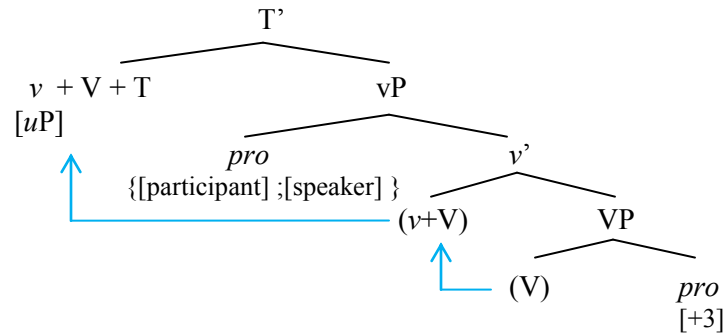 T’
v + V + T vP
[uP]
pro v’
{[participant] ;[speaker] }
(v+V) VP
(V) pro
[+3]